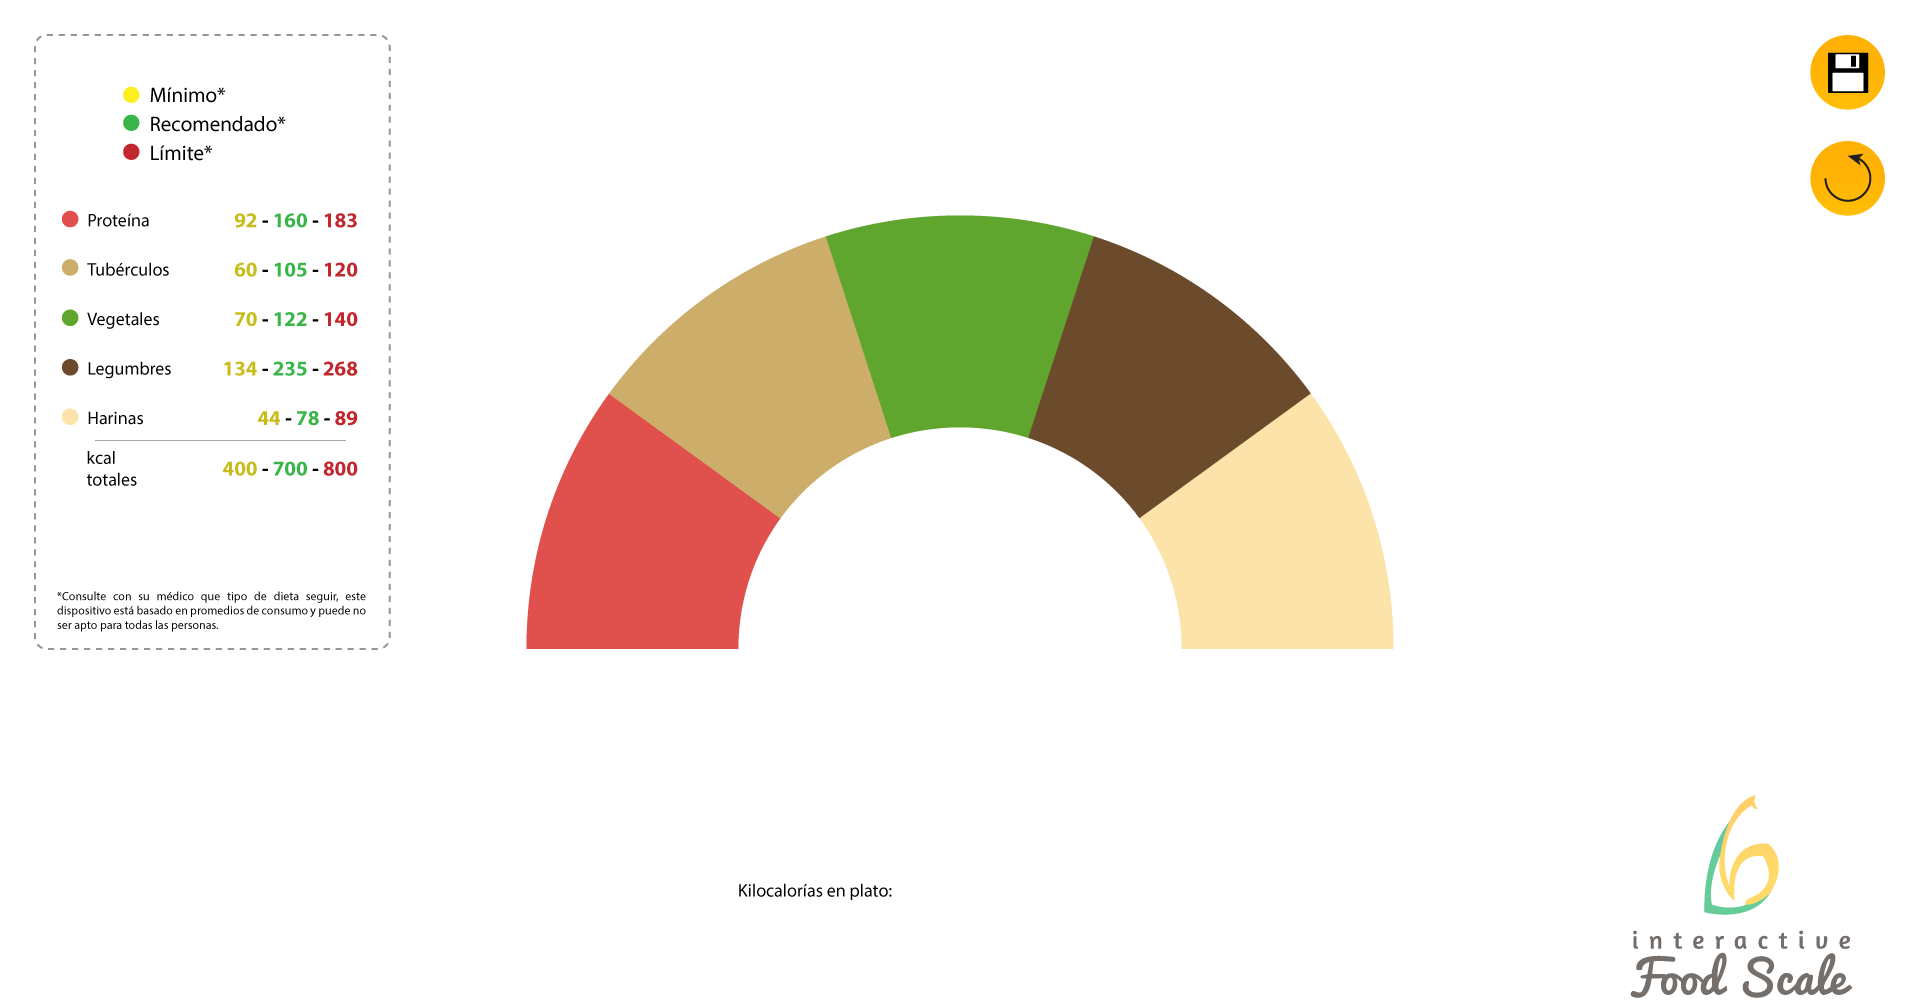 Mínimo*
Recomendado*
Límite*
Proteína 92 - 160 - 183
Tubérculos 60 - 105 - 120
Vegetales 70 - 122 - 140
Legumbres 134 - 235 - 268
Harinas 44 - 78 - 89
kcal
totales 400 - 700 - 800
*Consulte con su médico que tipo de dieta seguir, este
dispositivo está basado en promedios de consumo y puede no
ser apto para todas las personas.
Kilocalorías en plato:
interactive
Food Scale